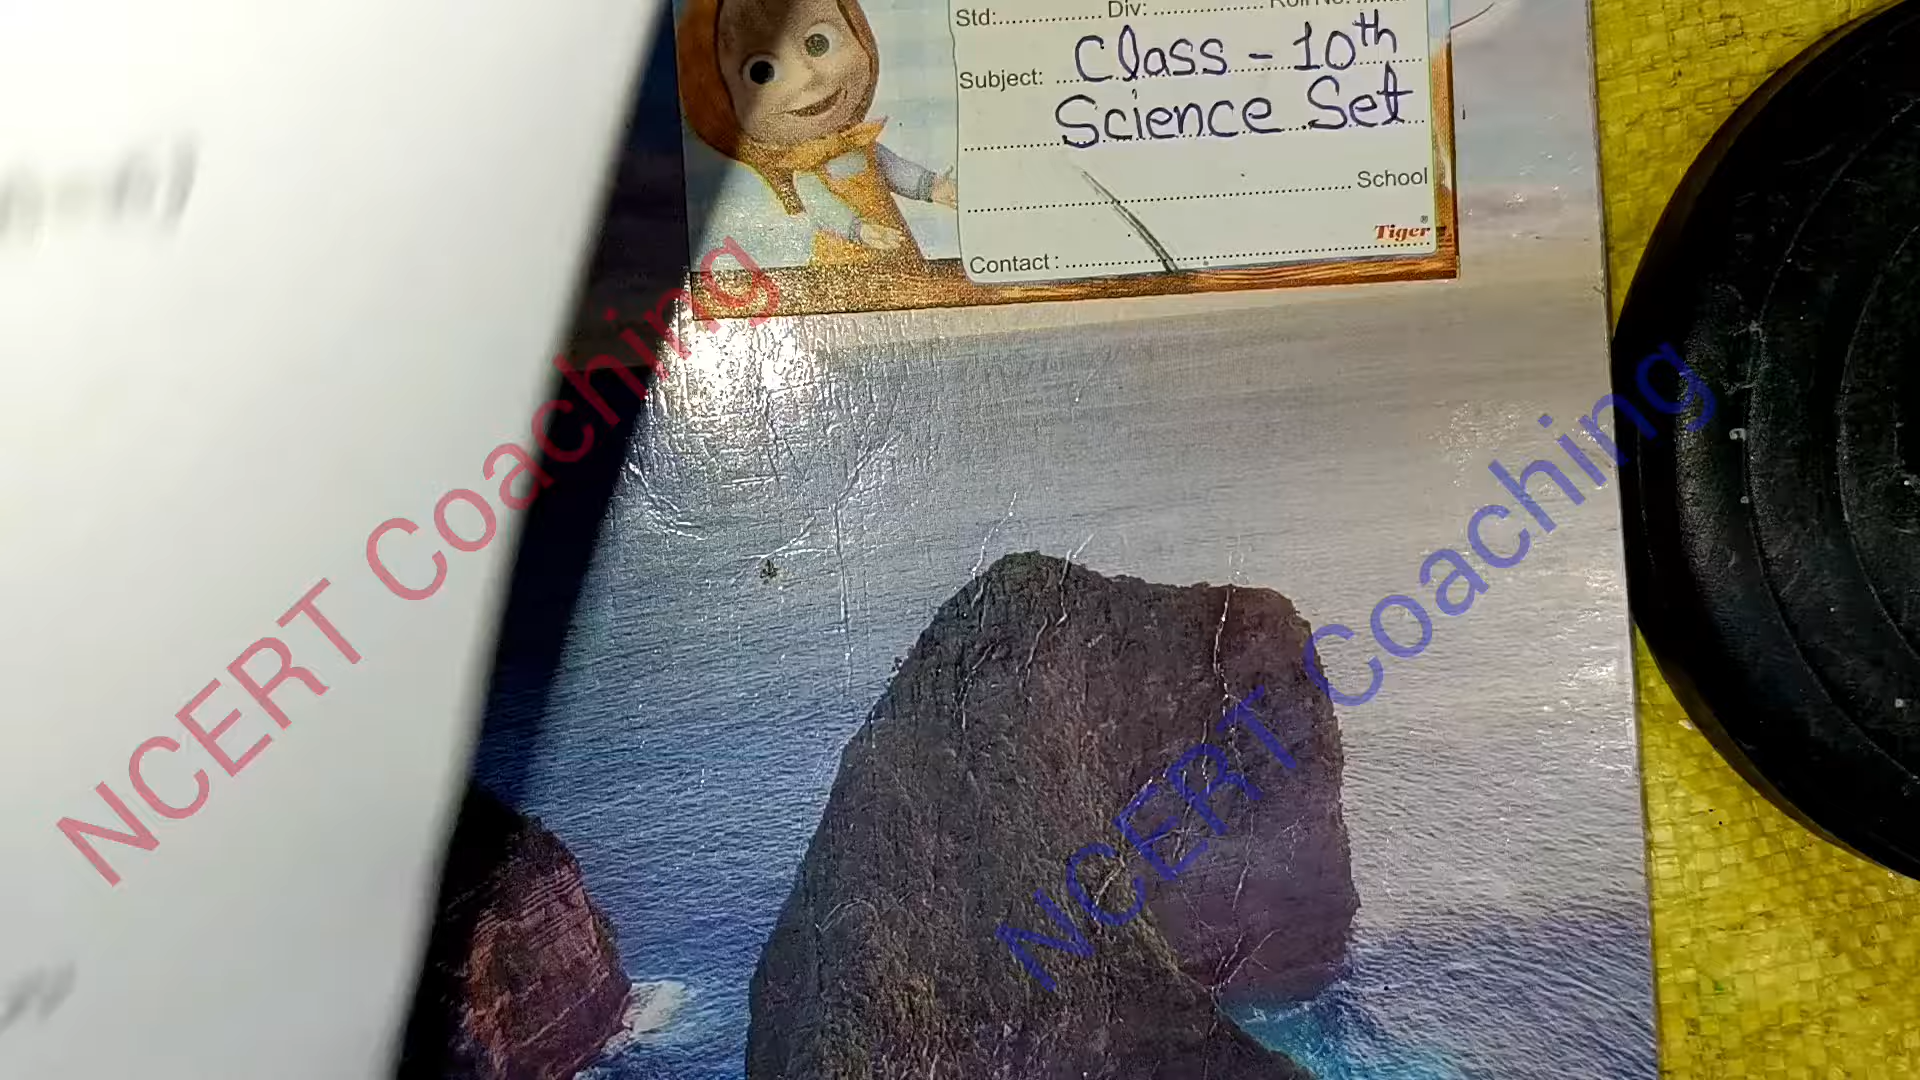 Std:.............. Div: ...............
Subject: Class - 10th
Science Set
School
Tiger
Contact :
NCERT Coaching
NCERT Coaching